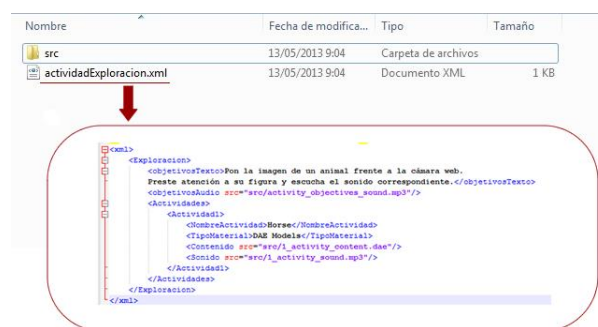 Nombre Fecha de modifica... Tipo Tamaño
src 13/05/2013 9:04 Carpeta de archivos
actividadExploracion.xml 13/05/2013 9:04 Documento XML 1 KB
<xml>
<Exploracion>
<objetivosTexto>Pon la imagen de un animal frente a la cámara web.
Preste atención a su figura y escucha el sonido correspondiente.</objetivosTexto>
<objetivosAudio src="src/activity_objectives_sound.mp3"/>
<Actividades>
<Actividad1>
<NombreActividad>Horse</NombreActividad>
<TipoMaterial>DAE Models</TipoMaterial>
<Contenido src="src/1_activity_content.dae"/>
<Sonido src="src/1_activity_sound.mp3"/>
</Actividad1>
</Actividades>
</Exploracion>
</xml>